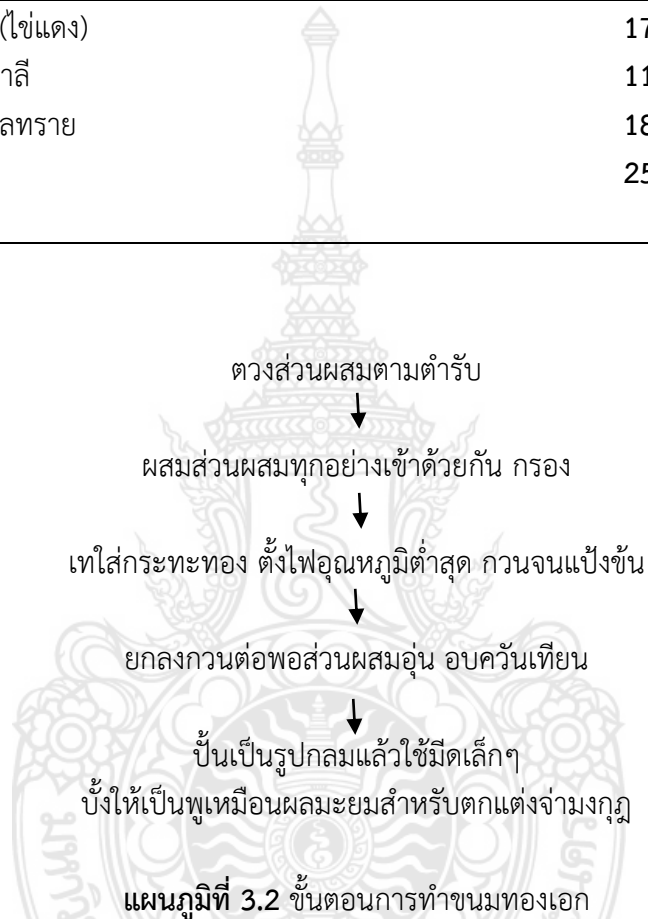 (ไข่แดง) 17
าลี 11
ลทราย 18
25
ตวงส่วนผสมตามตำรับ
ผสมส่วนผสมทุกอย่างเข้าด้วยกัน กรอง
เทใส่กระทะทอง ตั้งไฟอุณหภูมิต่ำสุด กวนจนแป้งข้น
ยกลงกวนต่อพอส่วนผสมอุ่น อบควันเทียน
ปั้นเป็นรูปกลมแล้วใช้มีดเล็กๆ
บั้งให้เป็นพูเหมือนผลมะยมสำหรับตกแต่งจ่ามงกุฎ
แผนภูมิที่ 3.2 ขั้นตอนการทำขนมทองเอก